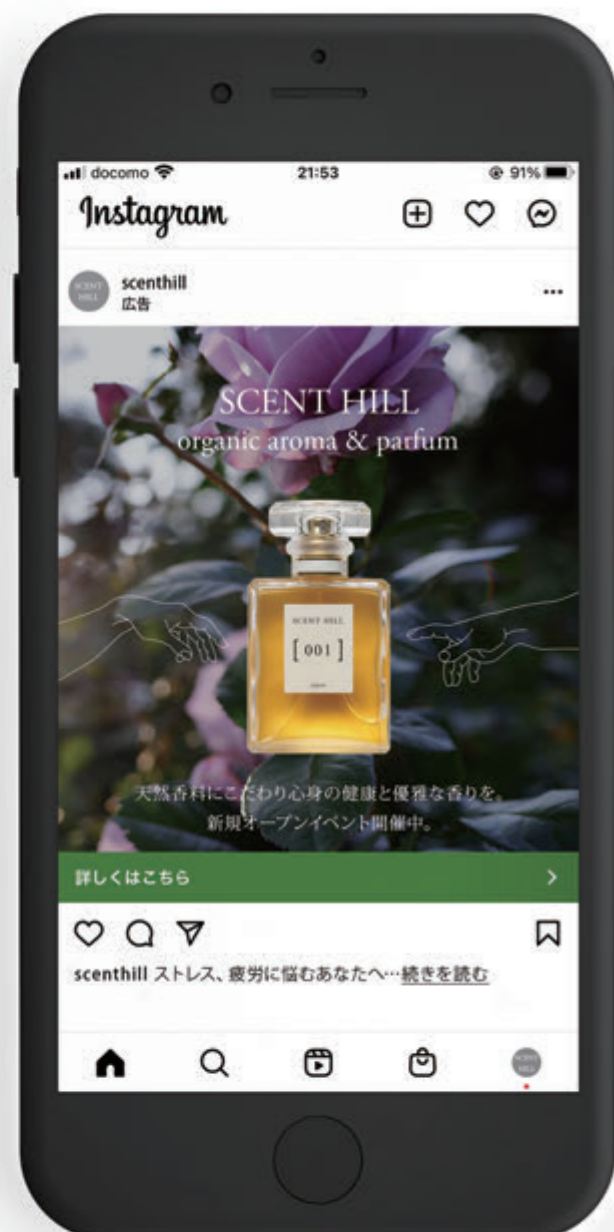 docomo
21:53
91%
Instagram
SCENT
HILL
scenthill
広告
SCENT HILL
organic aroma & parfum
SCENT HILL
[ 001 ]
天然香料にこだわり心身の健康と優雅な香りを。
新規オープンイベント開催中。
詳しくはこちら
scenthill ストレス、疲労に悩むあなたへ…続きを読む
SCENT
HILL